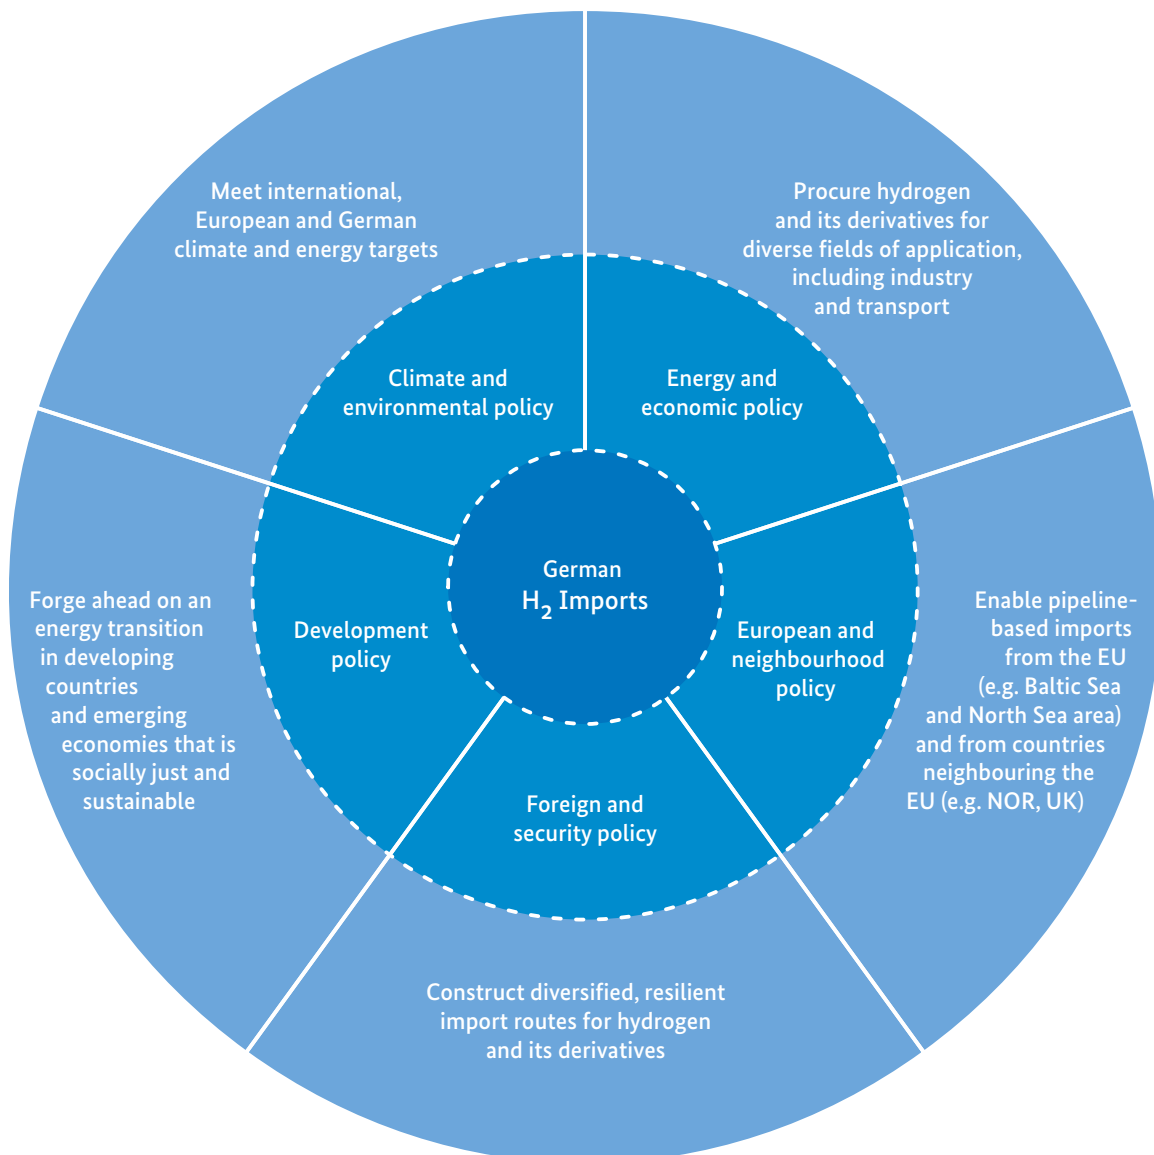 Meet international,
European and German
climate and energy targets
Procure hydrogen
and its derivatives for
diverse fields of application,
including industry
and transport
Climate and
environmental policy
Energy and
economic policy
German
H₂ Imports
Forge ahead on an
energy transition
in developing
countries
and emerging
economies that is
socially just and
sustainable
Development
policy
European and
neighbourhood
policy
Enable pipeline-
based imports
from the EU
(e.g. Baltic Sea
and North Sea area)
and from countries
neighbouring the
EU (e.g. NOR, UK)
Foreign and
security policy
Construct diversified, resilient
import routes for hydrogen
and its derivatives